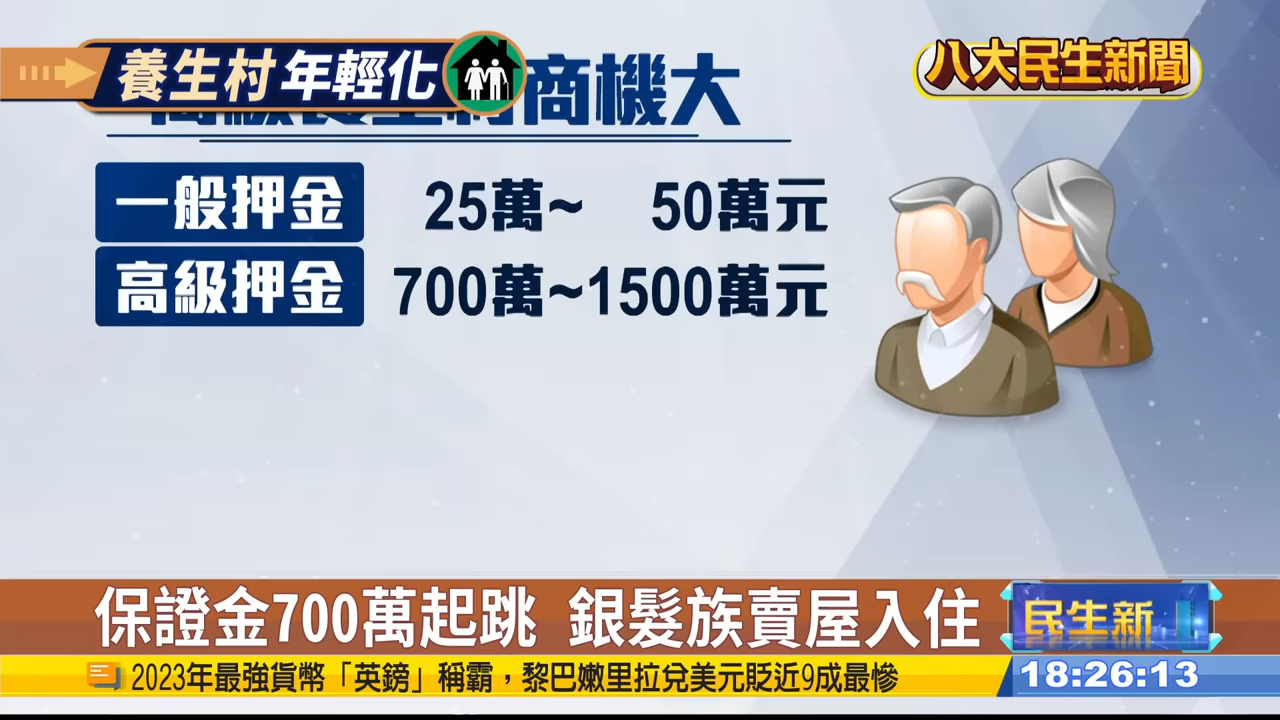 養生村年輕化
八大民生新聞
商機大
一般押金 25萬~ 50萬元
高級押金 700萬~1500萬元
保證金700萬起跳 銀髮族賣屋入住
民生新
2023年最強貨幣「英鎊」稱霸，黎巴嫩里拉兌美元貶近9成最慘
18:26:13